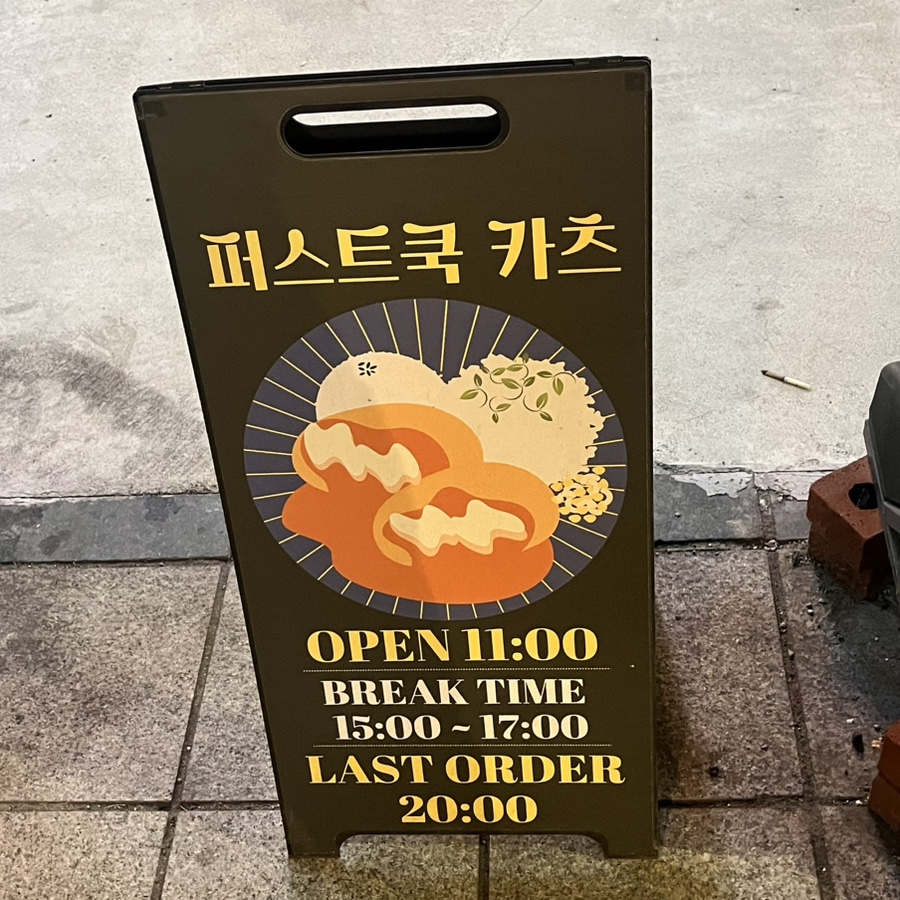 퍼스트쿡 카츠
OPEN 11:00
BREAK TIME
15:00 ~ 17:00
LAST ORDER
20:00